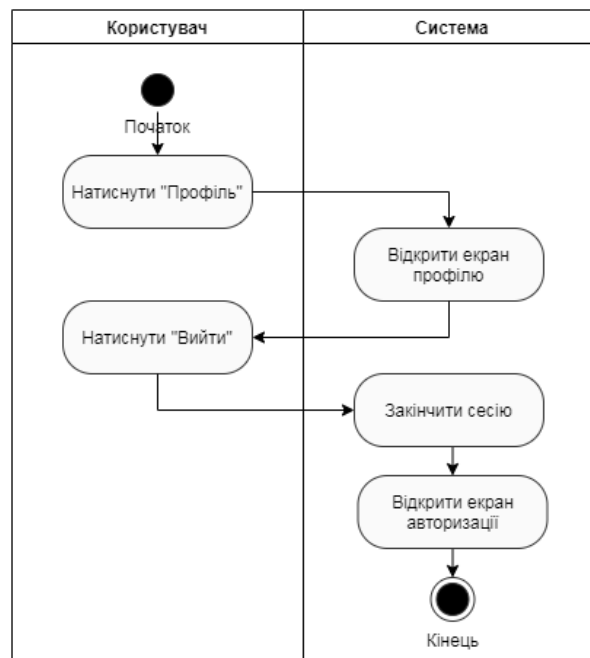 Користувач
Система
Початок
Натиснути "Профіль"
Відкрити екран
профілю
Натиснути "Вийти"
Закінчити сесію
Відкрити екран
авторизації
Кінець